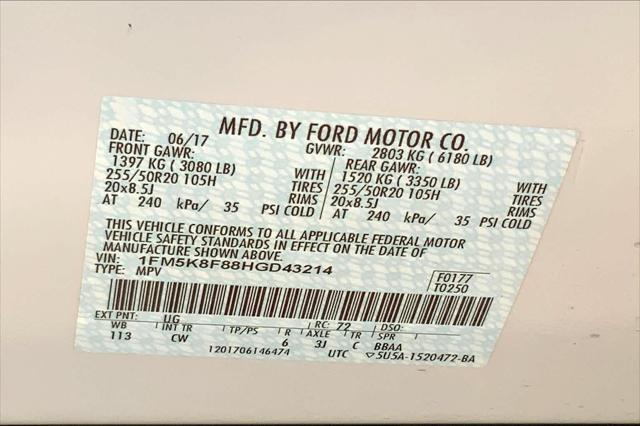 MFD. BY FORD MOTOR CO.
DATE: 06/17 GVWR: 2803 KG ( 6180 LB)
FRONT GAWR: REAR GAWR:
1397 KG ( 3080 LB) WITH 1520 KG ( 3350 LB) WITH
255/50R20 105H TIRES 255/50R20 105H TIRES
20x8.5J RIMS 20x8.5J RIMS
AT 240 kPa/ 35 PSI COLD AT 240 kPa/ 35 PSI COLD
THIS VEHICLE CONFORMS TO ALL APPLICABLE FEDERAL MOTOR
VEHICLE SAFETY STANDARDS IN EFFECT ON THE DATE OF
MANUFACTURE SHOWN ABOVE.
VIN: 1FM5K8F88HGD43214
TYPE: MPV F0177
T0250
EXT PNT: UG RC: 72 DSO:
WB INT TR TP/PS R AXLE TR SPR
113 CW 6 3J C BBAA
1201706146474 UTC ▽5U5A-1520472-BA